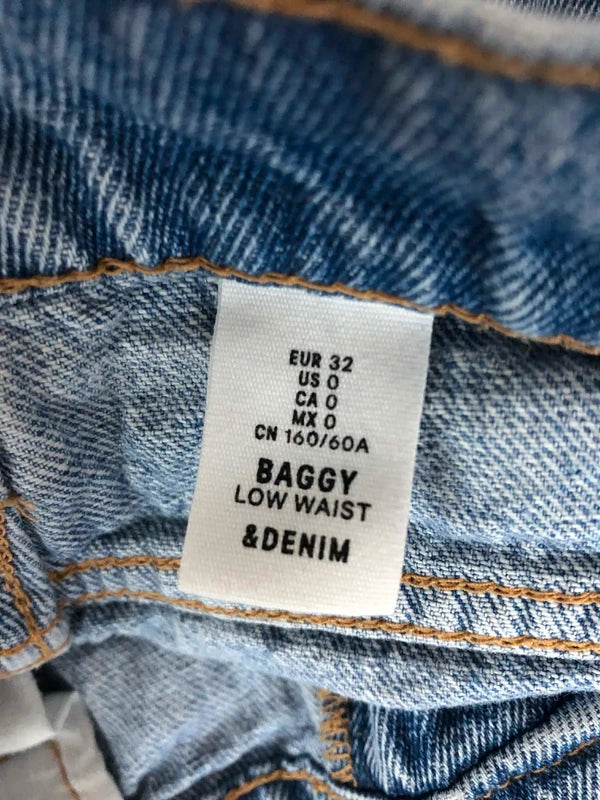 EUR 32
US 0
CA 0
MX 0
CN 160/60A
BAGGY
LOW WAIST
&DENIM